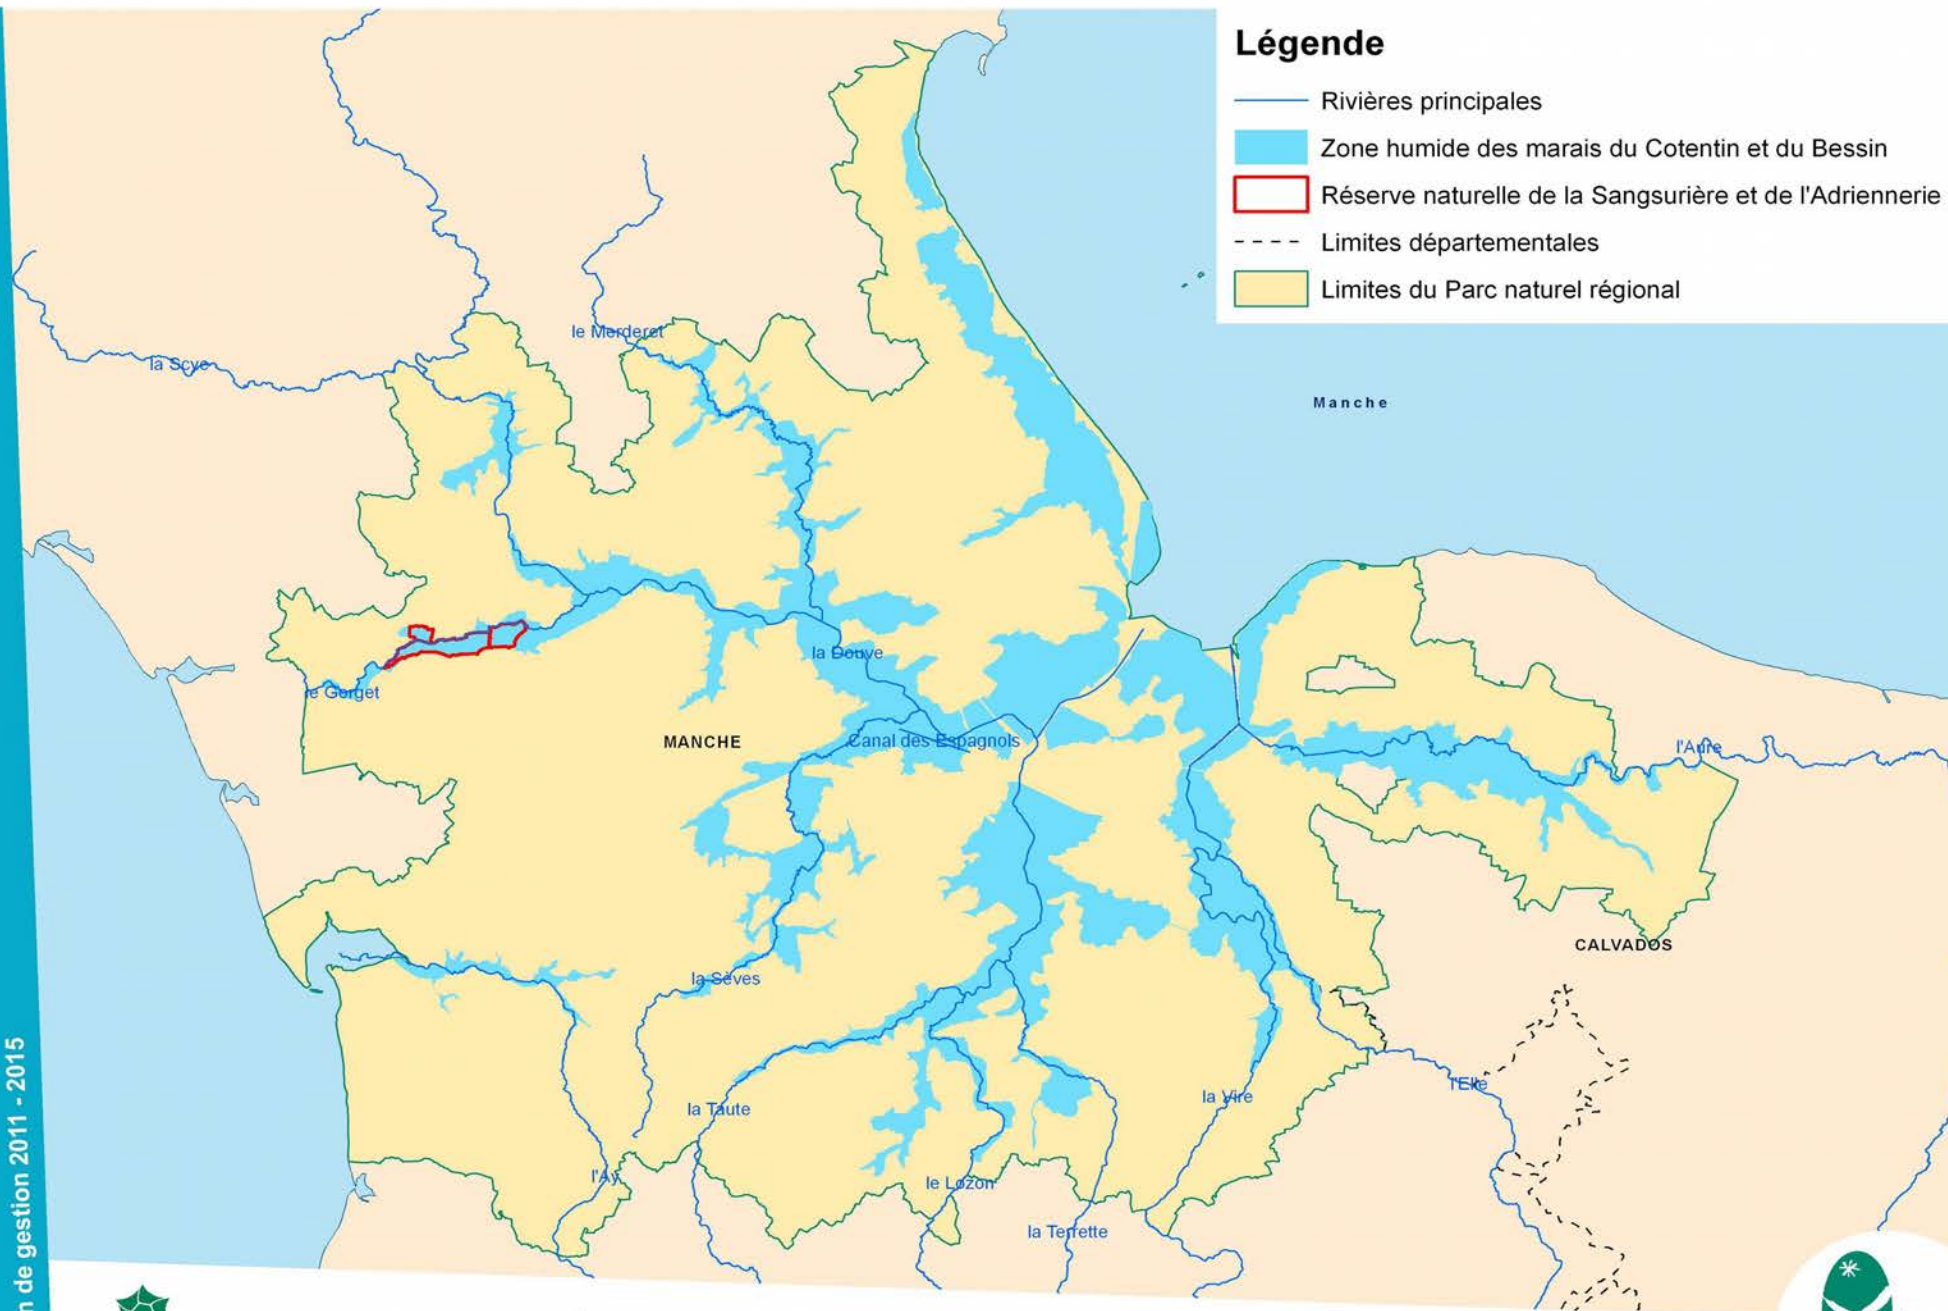 Légende
Rivières principales
Zone humide des marais du Cotentin et du Bessin
Réserve naturelle de la Sangsurière et de l'Adriennerie
Limites départementales
Limites du Parc naturel régional
le Merderet
la Scye
Manche
la Douve
le Gorget
MANCHE
Canal des Espagnols
l'Aure
CALVADOS
la Sèves
l'Elle
la Vire
la Taute
l'Ay
le Lozon
la Terrette
de gestion 2011 - 2015